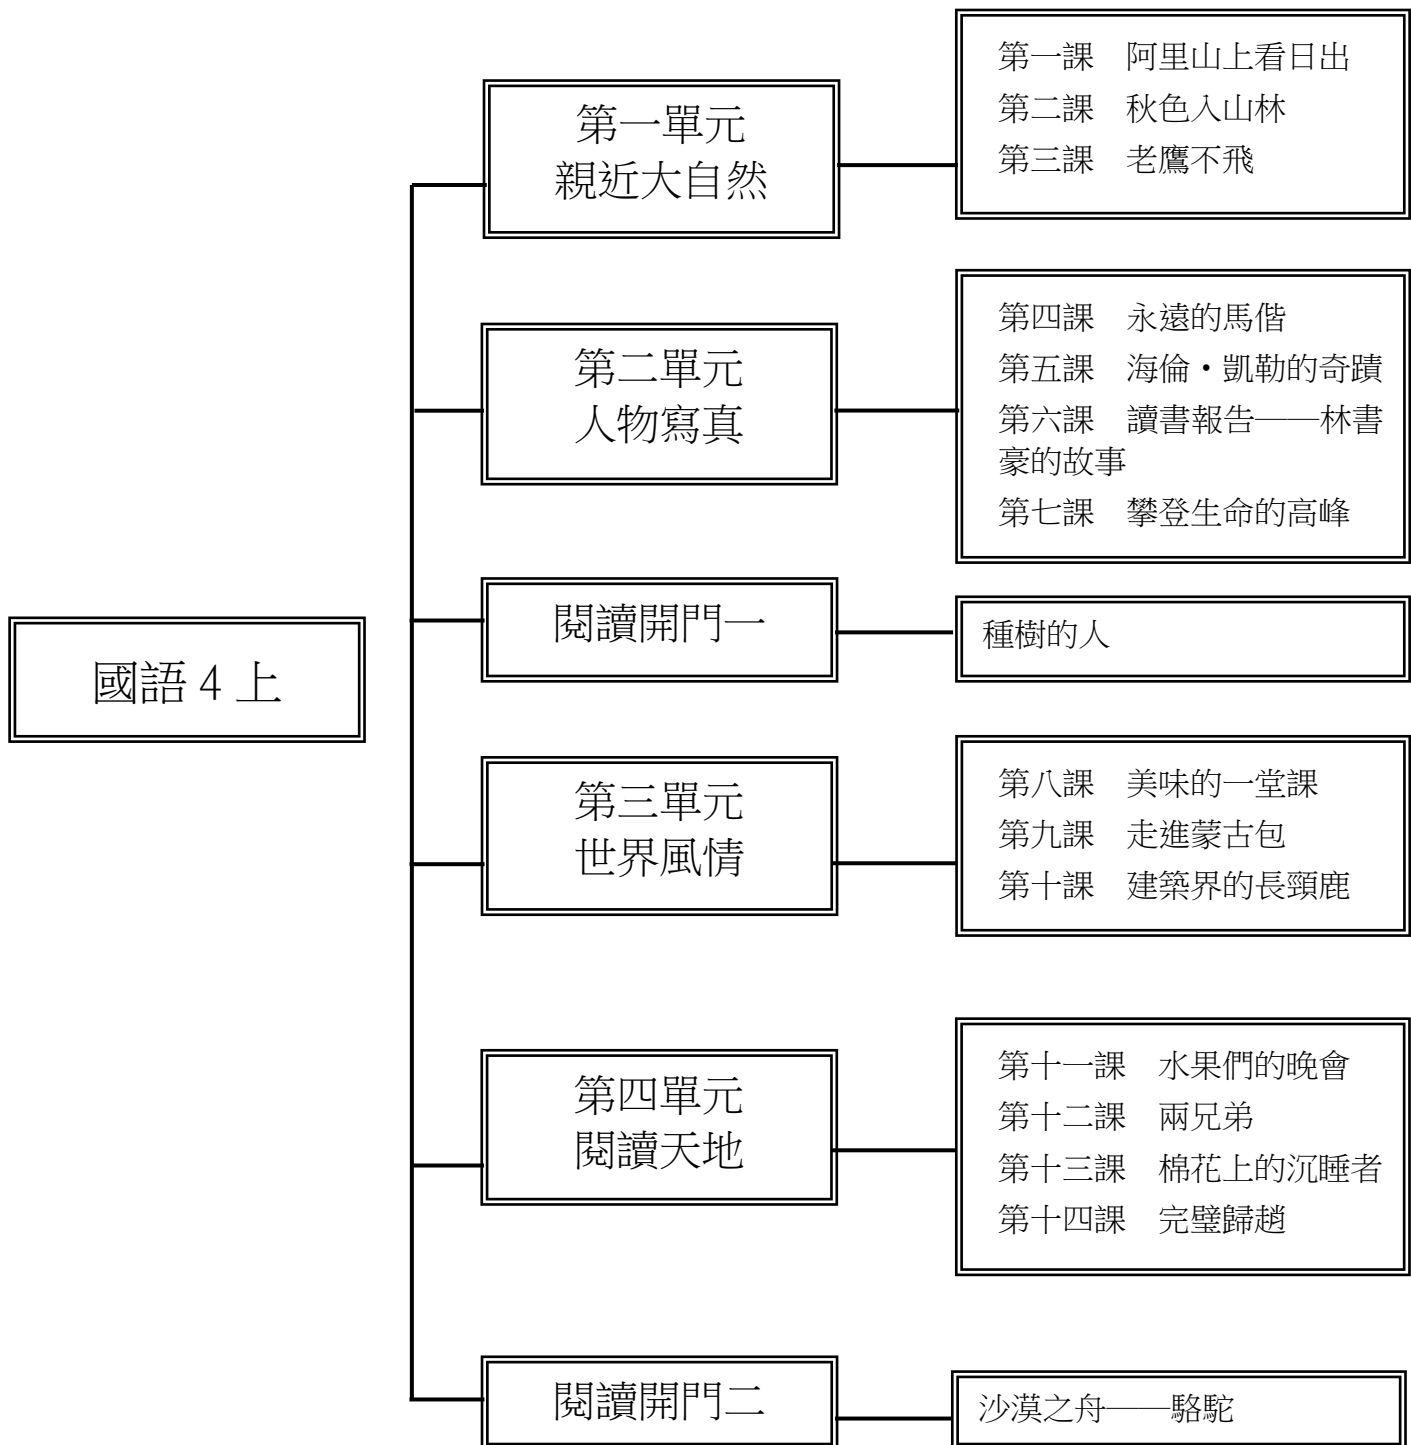 國語 4 上
第一單元
親近大自然
第一課　阿里山上看日出
第二課　秋色入山林
第三課　老鷹不飛
第二單元
人物寫真
第四課　永遠的馬偕
第五課　海倫・凱勒的奇蹟
第六課　讀書報告——林書
豪的故事
第七課　攀登生命的高峰
閱讀開門一
種樹的人
第三單元
世界風情
第八課　美味的一堂課
第九課　走進蒙古包
第十課　建築界的長頸鹿
第四單元
閱讀天地
第十一課　水果們的晚會
第十二課　兩兄弟
第十三課　棉花上的沉睡者
第十四課　完璧歸趙
閱讀開門二
沙漠之舟——駱駝